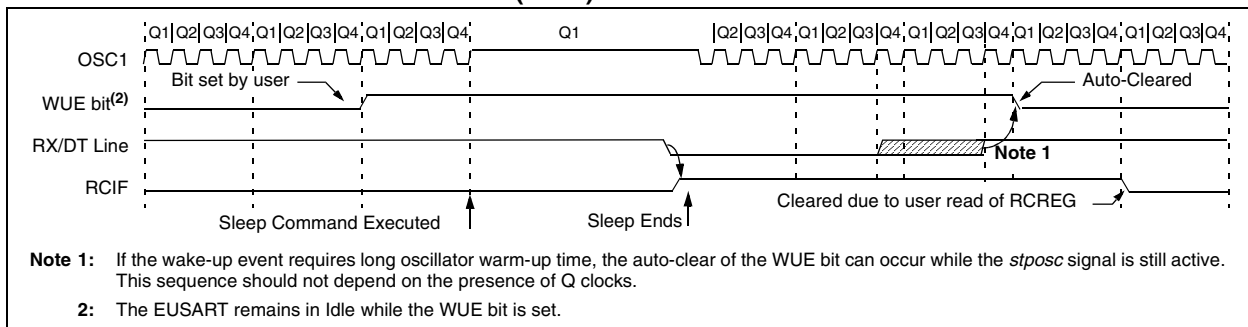 Q1 Q2 Q3 Q4 Q1 Q2 Q3 Q4 Q1 Q2 Q3 Q4 Q1 Q2 Q3 Q4 Q1 Q2 Q3 Q4 Q1 Q2 Q3 Q4 Q1 Q2 Q3 Q4 Q1 Q2 Q3 Q4
OSC1
Bit set by user
Auto-Cleared
WUE bit(2)
RX/DT Line
Note 1
RCIF
Cleared due to user read of RCREG
Sleep Command Executed
Sleep Ends
Note 1: If the wake-up event requires long oscillator warm-up time, the auto-clear of the WUE bit can occur while the stposc signal is still active.
This sequence should not depend on the presence of Q clocks.
2: The EUSART remains in Idle while the WUE bit is set.